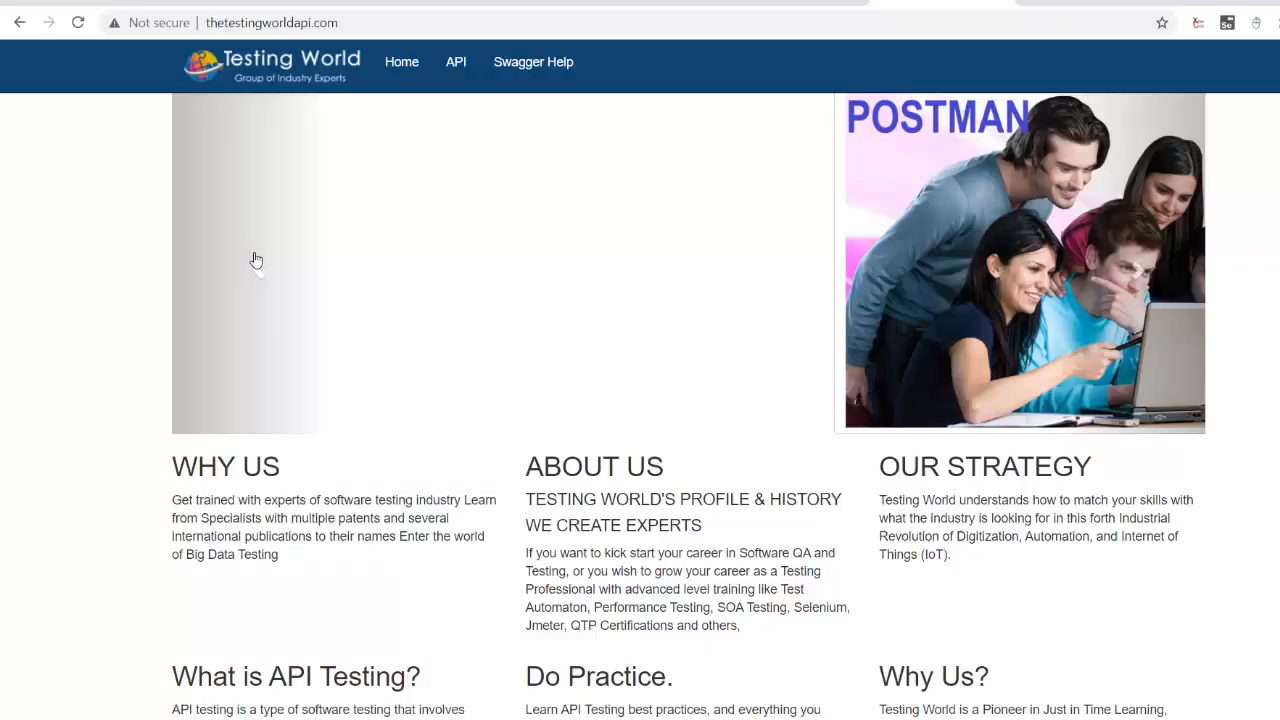 Not secure | thetestingworldapi.com
Testing World
Group of Industry Experts
Home API Swagger Help
POSTMAN
WHY US
Get trained with experts of software testing industry Learn
from Specialists with multiple patents and several
international publications to their names Enter the world
of Big Data Testing
ABOUT US
TESTING WORLD'S PROFILE & HISTORY
WE CREATE EXPERTS
If you want to kick start your career in Software QA and
Testing, or you wish to grow your career as a Testing
Professional with advanced level training like Test
Automaton, Performance Testing, SOA Testing, Selenium,
Jmeter, QTP Certifications and others,
OUR STRATEGY
Testing World understands how to match your skills with
what the industry is looking for in this forth Industrial
Revolution of Digitization, Automation, and Internet of
Things (IoT).
What is API Testing?
API testing is a type of software testing that involves
Do Practice.
Learn API Testing best practices, and everything you
Why Us?
Testing World is a Pioneer in Just in Time Learning,